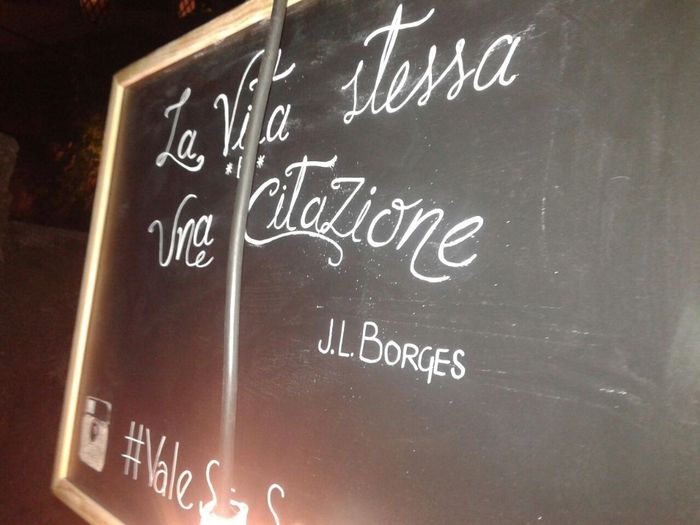 La Vita stessa
una Citazione
J.L. BORGES
#Vale